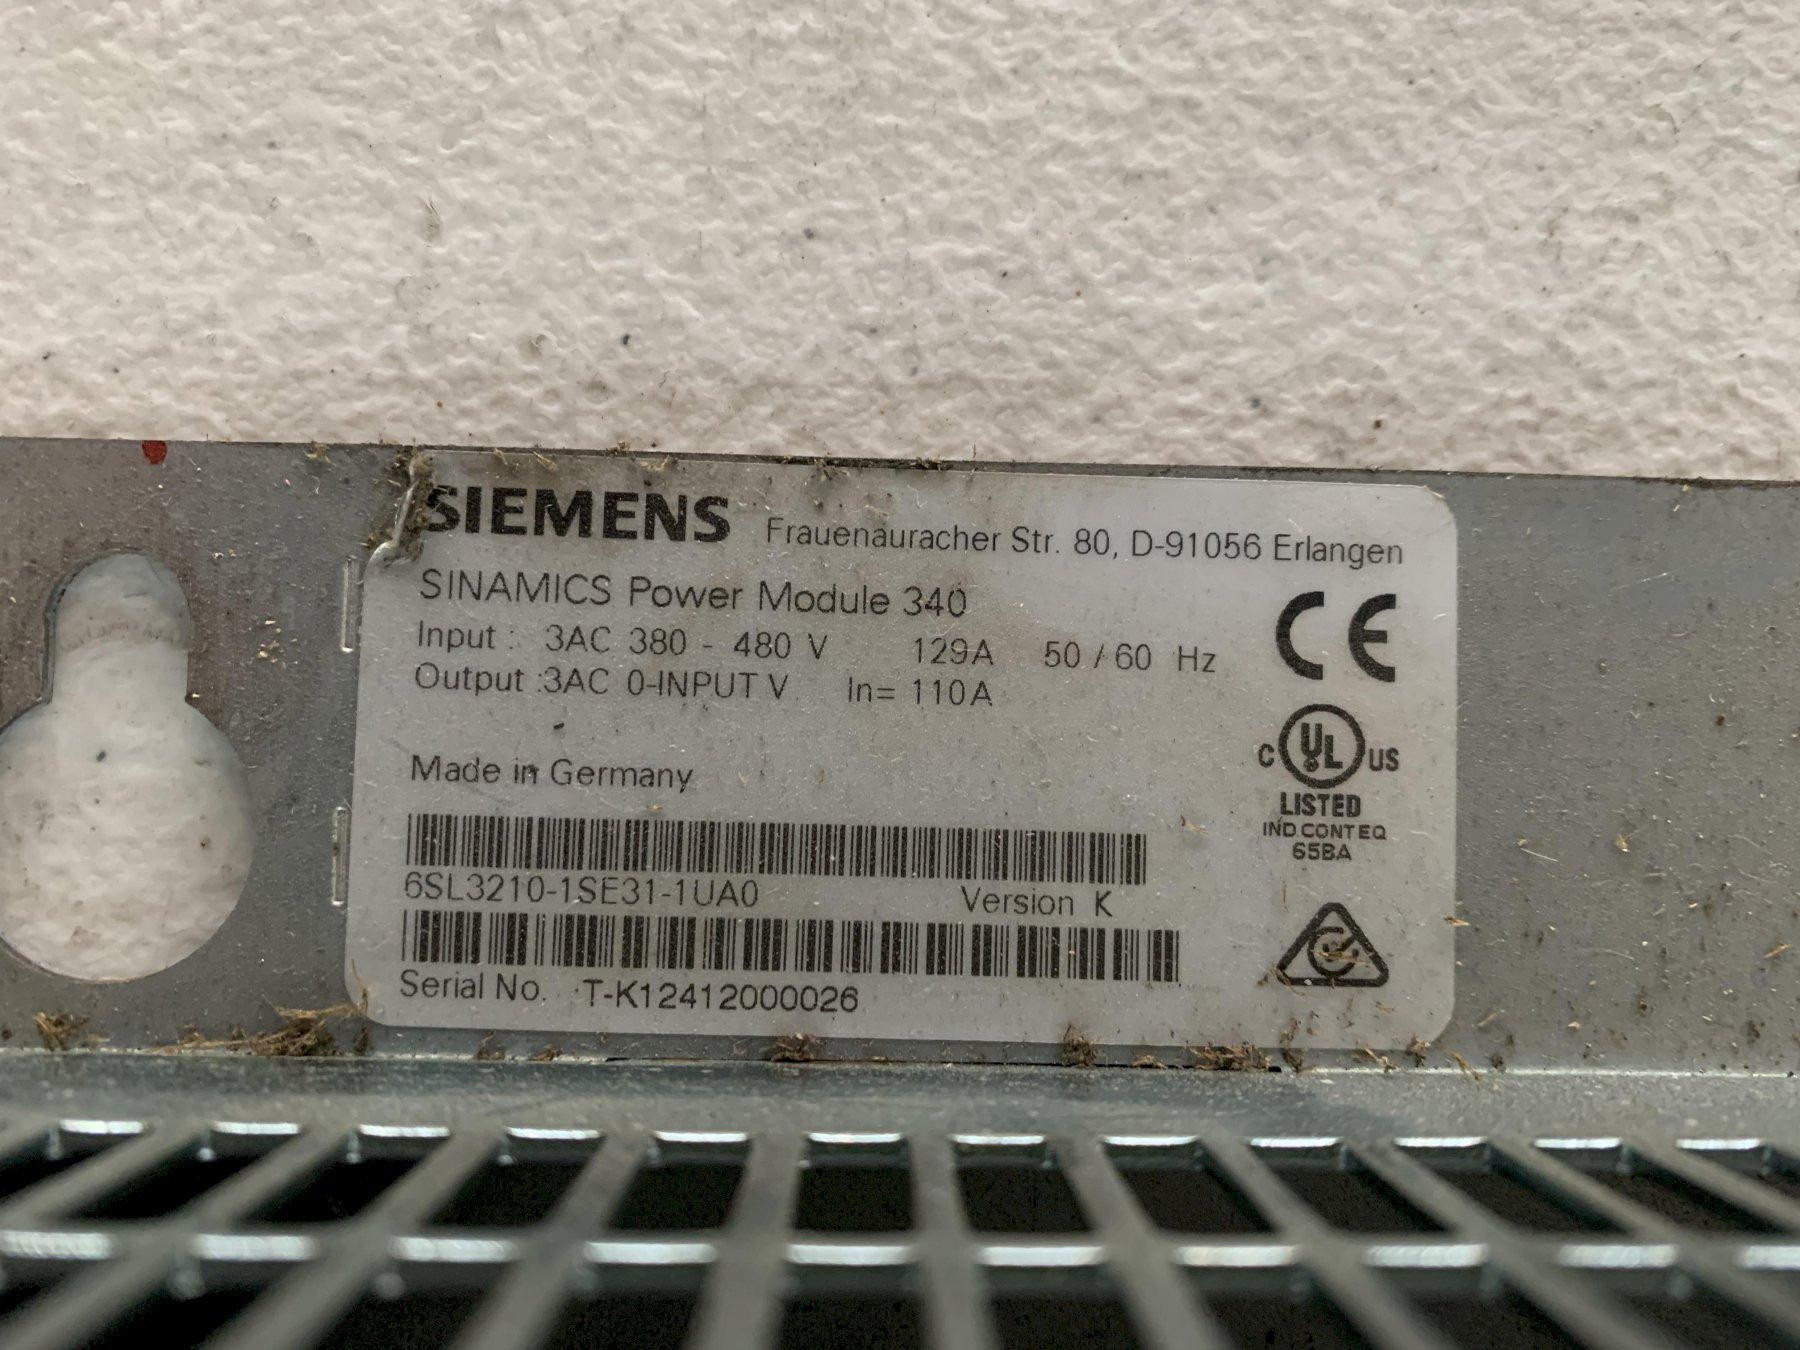 SIEMENS Frauenauracher Str. 80, D-91056 Erlangen
SINAMICS Power Module 340
Input : 3AC 380 - 480 V 129A 50 / 60 Hz
Output :3AC 0-INPUT V In= 110A
CE
Made in Germany
C UL US
LISTED
IND.CONT.EQ
65BA
6SL3210-1SE31-1UA0 Version K
Serial No. T-K12412000026